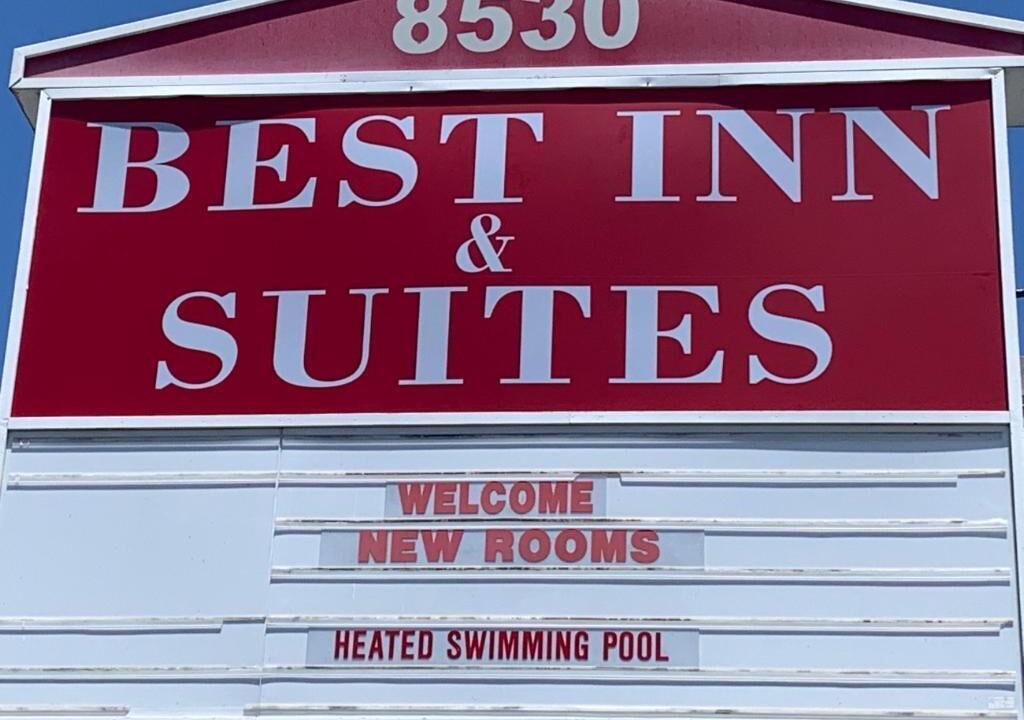 8530
BEST INN
&
SUITES
WELCOME
NEW ROOMS
HEATED SWIMMING POOL